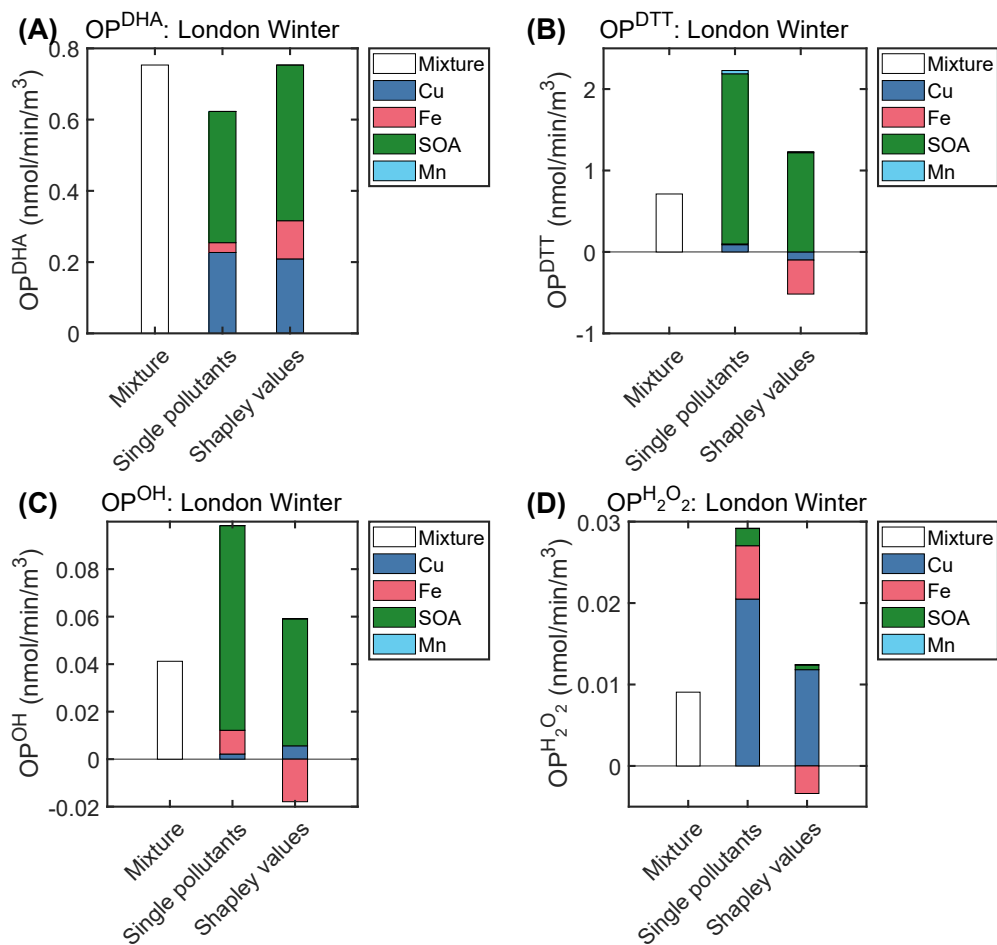 (A) OP^DHA: London Winter
OP^DHA (nmol/min/m³)
0.8
0.6
0.4
0.2
0
Mixture
Single pollutants
Shapley values
Mixture
Cu
Fe
SOA
Mn
(B) OP^DTT: London Winter
OP^DTT (nmol/min/m³)
2
1
0
-1
Mixture
Single pollutants
Shapley values
Mixture
Cu
Fe
SOA
Mn
(C) OP^OH: London Winter
OP^OH (nmol/min/m³)
0.08
0.06
0.04
0.02
0
-0.02
Mixture
Single pollutants
Shapley values
Mixture
Cu
Fe
SOA
Mn
(D) OP^H₂O₂: London Winter
OP^H₂O₂ (nmol/min/m³)
0.03
0.02
0.01
0
Mixture
Single pollutants
Shapley values
Mixture
Cu
Fe
SOA
Mn